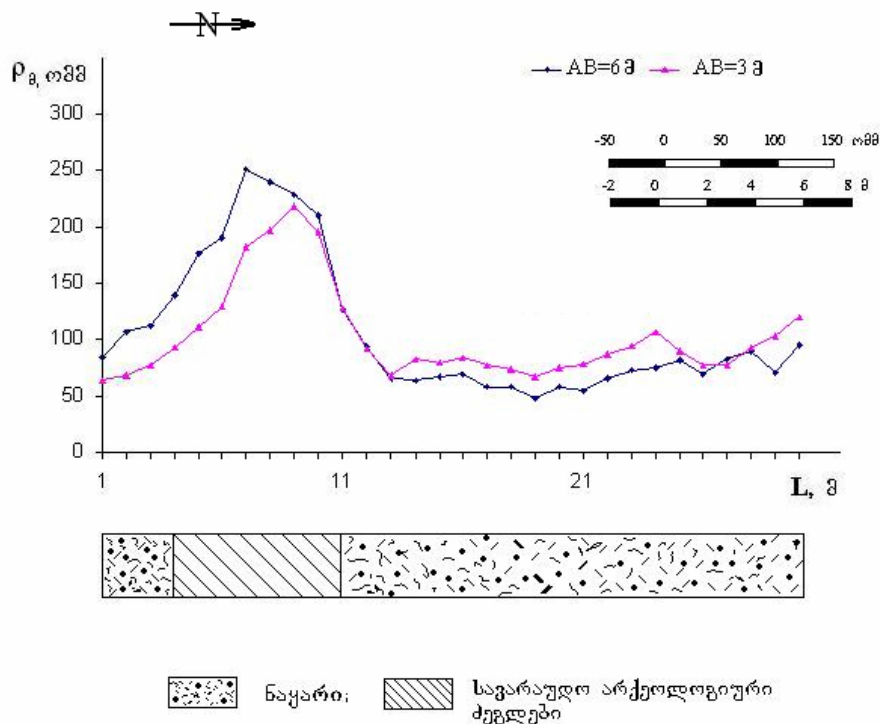 N
ρმ, ომმ
AB=6 მ AB=3 მ
300
250
200
150
100
50
0
-50 0 50 100 150 ომმ
-2 0 2 4 6 8 მ
1 11 21
L, მ
ნაყარი;
სავარაუდო არქეოლოგიური
ძეგლები